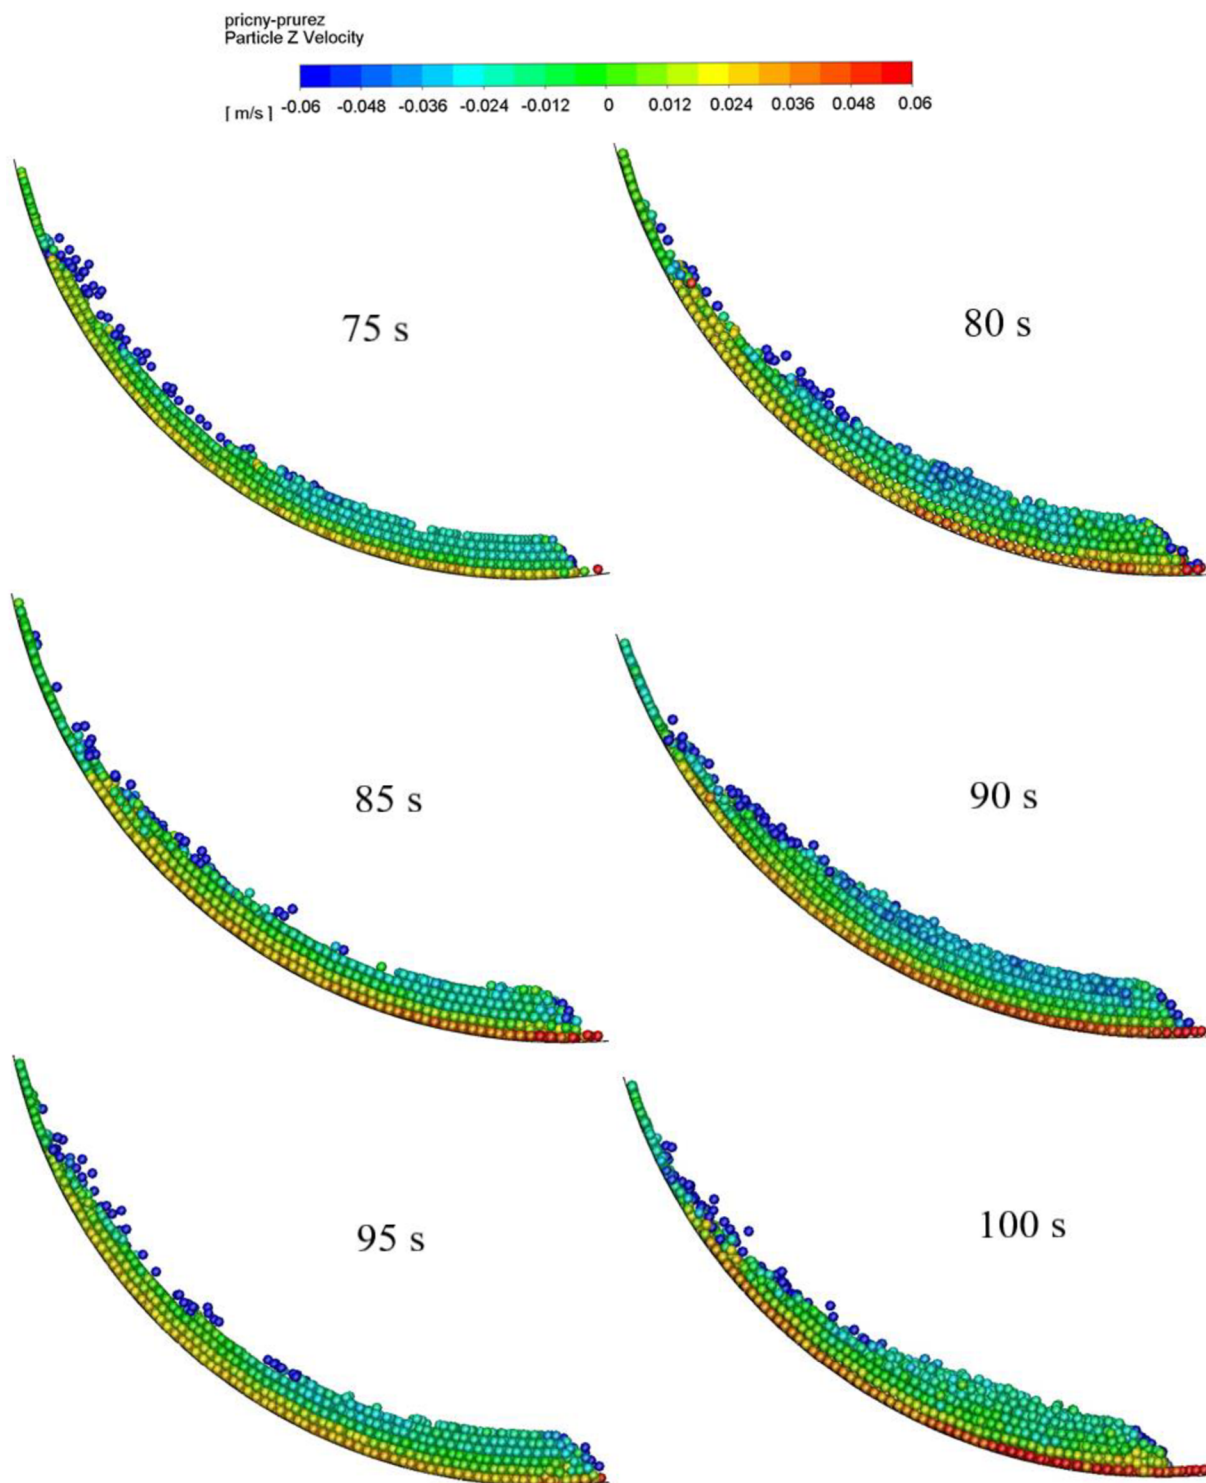 pricny-prurez
Particle Z Velocity
[ m/s ] -0.06 -0.048 -0.036 -0.024 -0.012 0 0.012 0.024 0.036 0.048 0.06
75 s
80 s
85 s
90 s
95 s
100 s